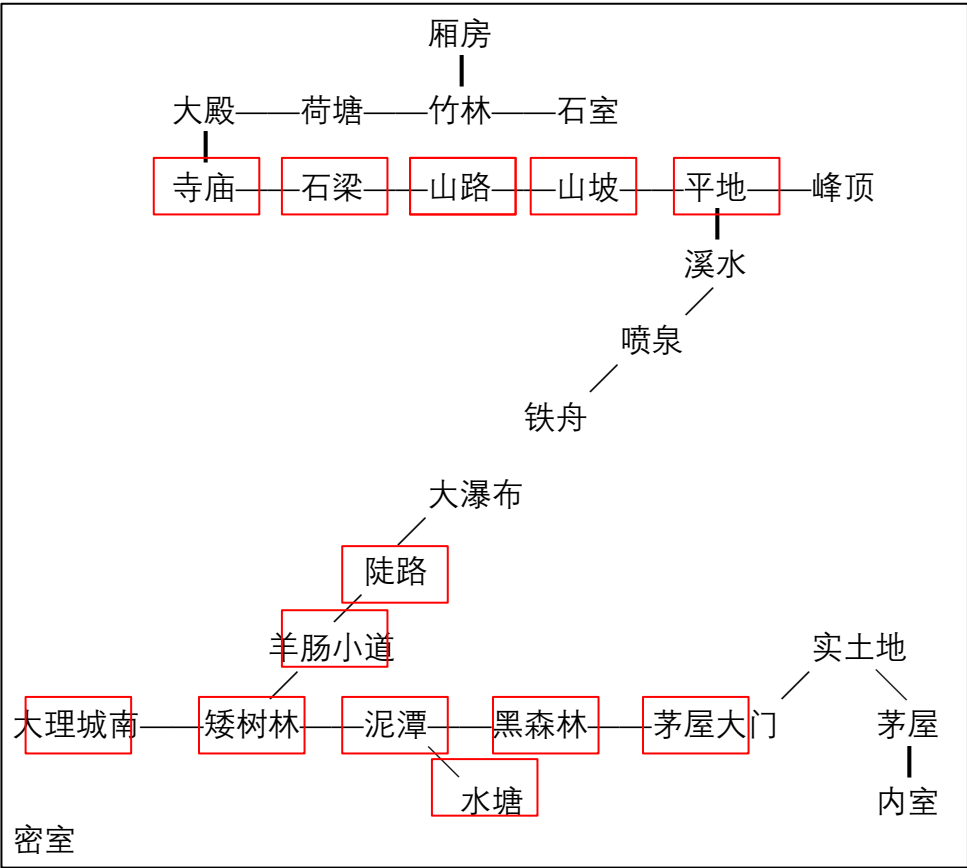 厢房
大殿 荷塘 竹林 石室
寺庙 石梁 山路 山坡 平地 峰顶
溪水
喷泉
铁舟
大瀑布
陡路
羊肠小道 实土地
大理城南 矮树林 泥潭 黑森林 茅屋大门 茅屋
水塘 内室
密室